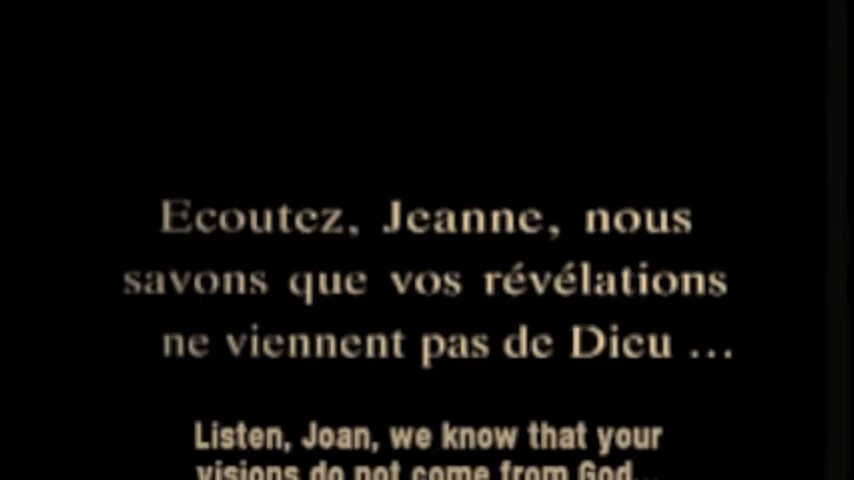 Ecoutez, Jeanne, nous
savons que vos révélations
ne viennent pas de Dieu ...
Listen, Joan, we know that your
visions do not come from God...